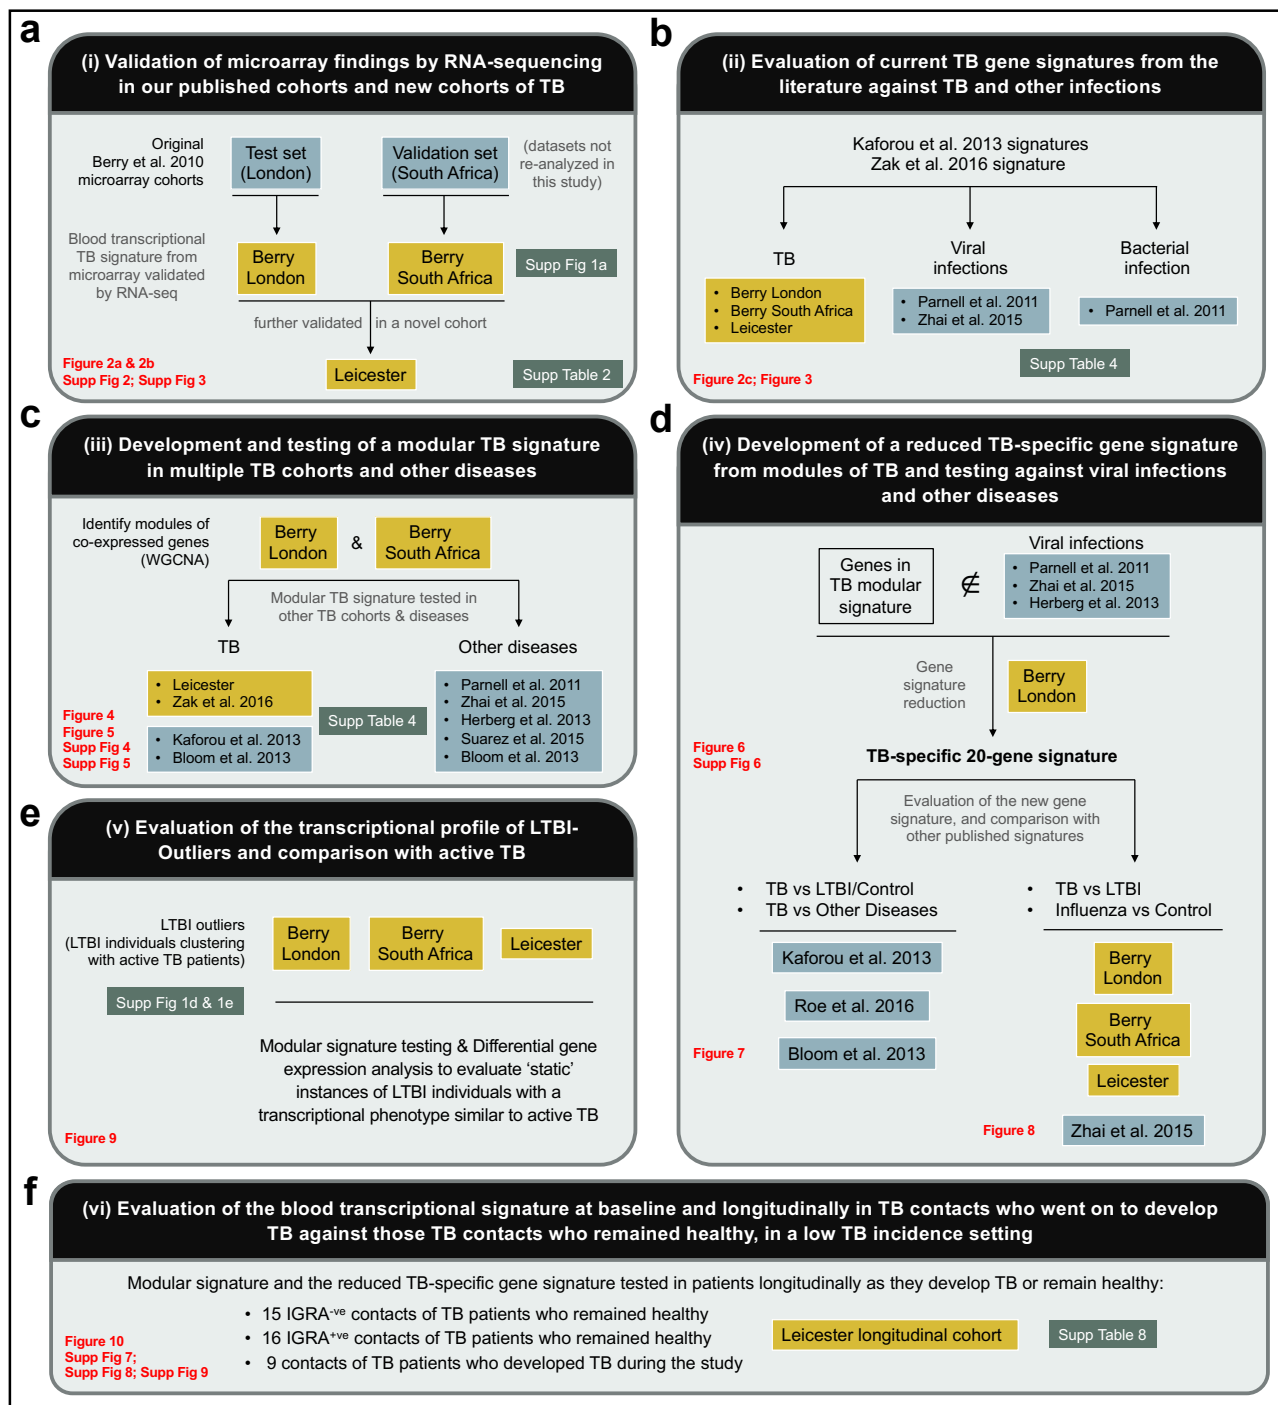 a
(i) Validation of microarray findings by RNA-sequencing
in our published cohorts and new cohorts of TB
Original
Berry et al. 2010
microarray cohorts
Test set
(London)
Validation set
(South Africa)
(datasets not
re-analyzed in
this study)
Blood transcriptional
TB signature from
microarray validated
by RNA-seq
Berry
London
Berry
South Africa
Supp Fig 1a
further validated in a novel cohort
Leicester
Supp Table 2
Figure 2a & 2b
Supp Fig 2; Supp Fig 3
b
(ii) Evaluation of current TB gene signatures from the
literature against TB and other infections
Kaforou et al. 2013 signatures
Zak et al. 2016 signature
TB
Viral
infections
Bacterial
infection
• Berry London
• Berry South Africa
• Leicester
• Parnell et al. 2011
• Zhai et al. 2015
• Parnell et al. 2011
Supp Table 4
Figure 2c; Figure 3
c
(iii) Development and testing of a modular TB signature
in multiple TB cohorts and other diseases
Identify modules of
co-expressed genes
(WGCNA)
Berry
London
&
Berry
South Africa
Modular TB signature tested in
other TB cohorts & diseases
TB
Other diseases
• Leicester
• Zak et al. 2016
• Kaforou et al. 2013
• Bloom et al. 2013
Supp Table 4
• Parnell et al. 2011
• Zhai et al. 2015
• Herberg et al. 2013
• Suarez et al. 2015
• Bloom et al. 2013
Figure 4
Figure 5
Supp Fig 4
Supp Fig 5
d
(iv) Development of a reduced TB-specific gene signature
from modules of TB and testing against viral infections
and other diseases
Genes in
TB modular
signature
∉
Viral infections
• Parnell et al. 2011
• Zhai et al. 2015
• Herberg et al. 2013
Gene
signature
reduction
Berry
London
Figure 6
Supp Fig 6
TB-specific 20-gene signature
Evaluation of the new gene
signature, and comparison with
other published signatures
• TB vs LTBI/Control
• TB vs Other Diseases
Kaforou et al. 2013
Roe et al. 2016
Bloom et al. 2013
Figure 7
• TB vs LTBI
• Influenza vs Control
Berry
London
Berry
South Africa
Leicester
Zhai et al. 2015
Figure 8
e
(v) Evaluation of the transcriptional profile of LTBI-
Outliers and comparison with active TB
LTBI outliers
(LTBI individuals clustering
with active TB patients)
Berry
London
Berry
South Africa
Leicester
Supp Fig 1d & 1e
Modular signature testing & Differential gene
expression analysis to evaluate ‘static’
instances of LTBI individuals with a
transcriptional phenotype similar to active TB
Figure 9
f
(vi) Evaluation of the blood transcriptional signature at baseline and longitudinally in TB contacts who went on to develop
TB against those TB contacts who remained healthy, in a low TB incidence setting
Modular signature and the reduced TB-specific gene signature tested in patients longitudinally as they develop TB or remain healthy:
• 15 IGRA-ve contacts of TB patients who remained healthy
• 16 IGRA+ve contacts of TB patients who remained healthy
• 9 contacts of TB patients who developed TB during the study
Leicester longitudinal cohort
Supp Table 8
Figure 10
Supp Fig 7;
Supp Fig 8; Supp Fig 9